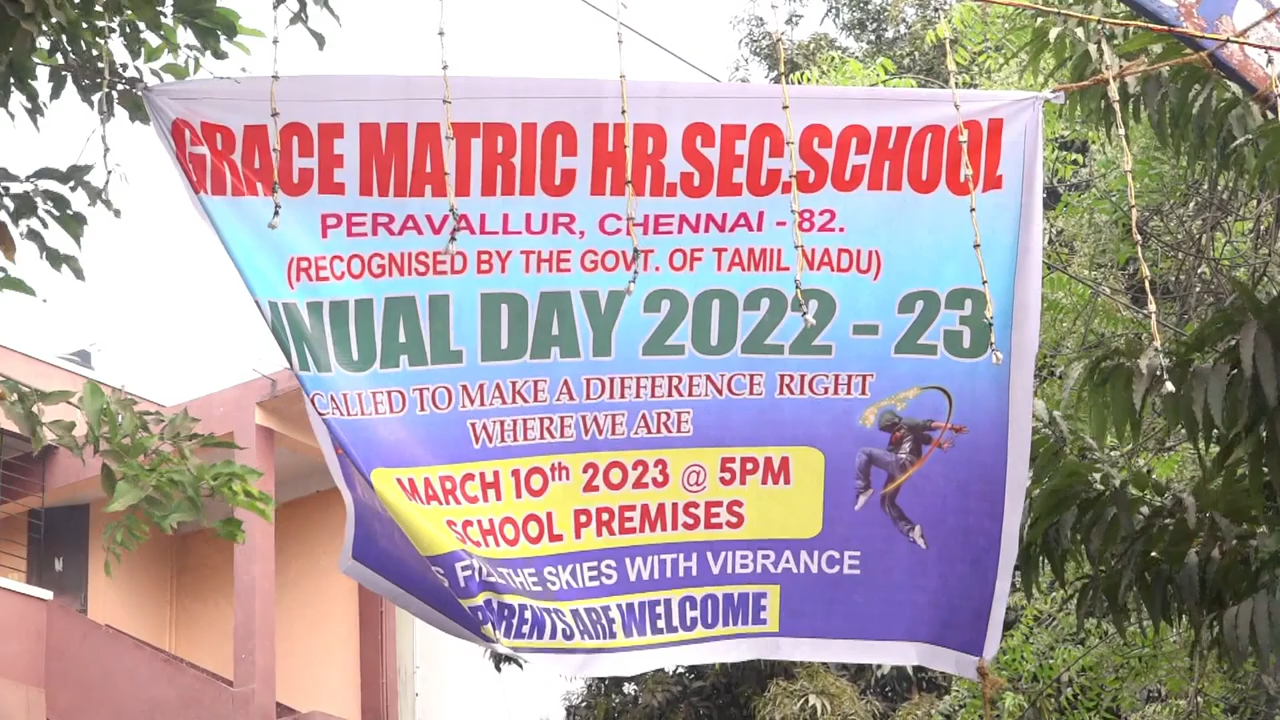 GRACE MATRIC HR.SEC.SCHOOL
PERAVALLUR, CHENNAI - 82.
(RECOGNISED BY THE GOVT. OF TAMIL NADU)
ANNUAL DAY 2022 - 23
CALLED TO MAKE A DIFFERENCE RIGHT
WHERE WE ARE
MARCH 10th 2023 @ 5PM
SCHOOL PREMISES
FILL THE SKIES WITH VIBRANCE
PARENTS ARE WELCOME